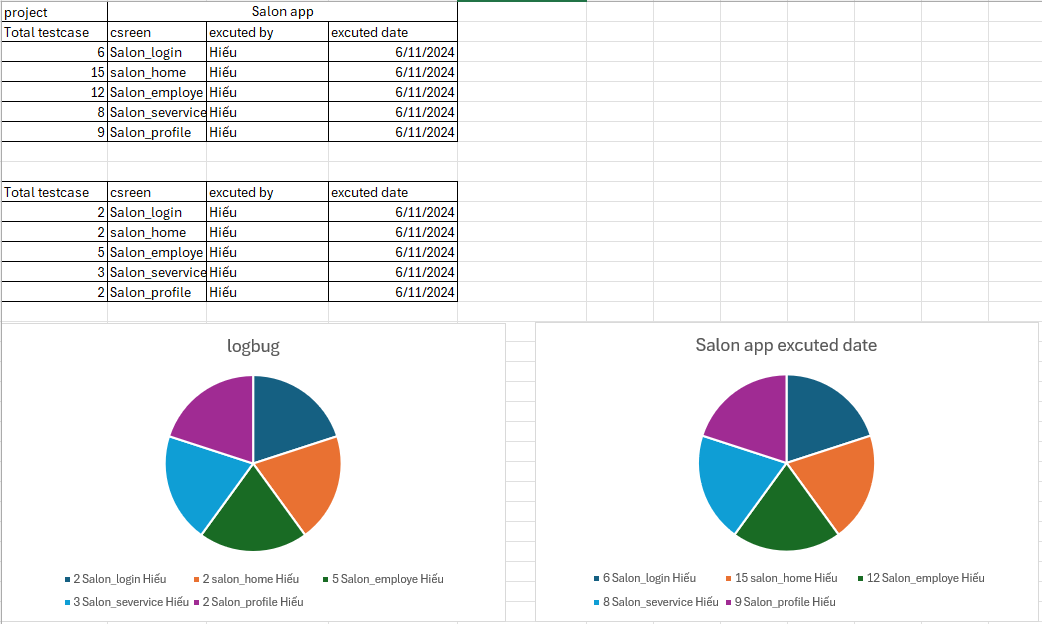 project Salon app
Total testcase csreen excuted by excuted date
6 Salon_login Hiếu 6/11/2024
15 salon_home Hiếu 6/11/2024
12 Salon_employe Hiếu 6/11/2024
8 Salon_severvice Hiếu 6/11/2024
9 Salon_profile Hiếu 6/11/2024
Total testcase csreen excuted by excuted date
2 Salon_login Hiếu 6/11/2024
2 salon_home Hiếu 6/11/2024
5 Salon_employe Hiếu 6/11/2024
3 Salon_severvice Hiếu 6/11/2024
2 Salon_profile Hiếu 6/11/2024
logbug
2 Salon_login Hiếu 2 salon_home Hiếu 5 Salon_employe Hiếu
3 Salon_severvice Hiếu 2 Salon_profile Hiếu
Salon app excuted date
6 Salon_login Hiếu 15 salon_home Hiếu 12 Salon_employe Hiếu
8 Salon_severvice Hiếu 9 Salon_profile Hiếu